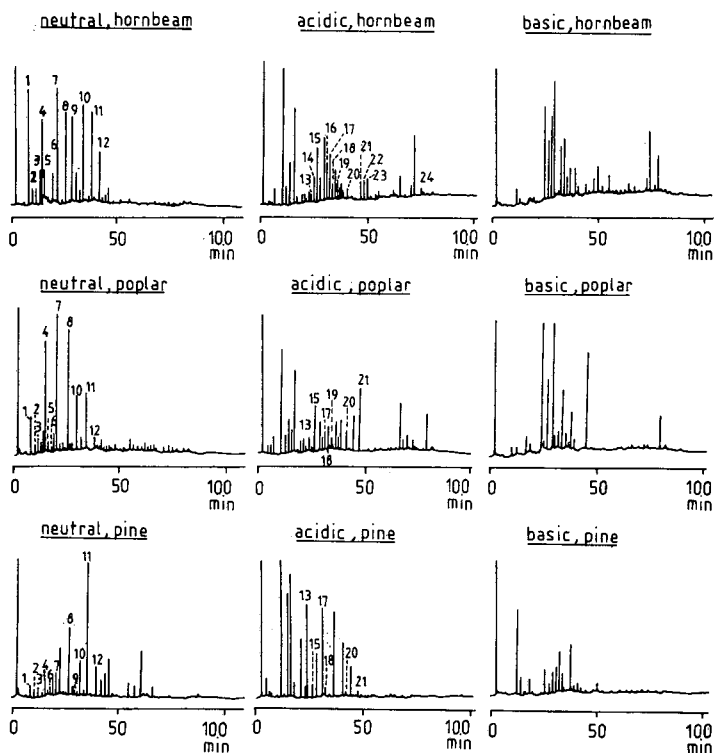 neutral, hornbeam
acidic, hornbeam
basic, hornbeam
1 2 3 4 5 6 7 8 9 10 11 12
13 14 15 16 17 18 19 20 21 22 23 24
0 50 100
min
0 50 100
min
0 50 100
min
neutral, poplar
acidic, poplar
basic, poplar
1 2 3 4 5 6 7 8 10 11 12
13 15 17 18 19 20 21
0 50 100
min
0 50 100
min
0 50 100
min
neutral, pine
acidic, pine
basic, pine
1 2 3 4 6 7 8 9 10 11 12
13 15 17 18 20 21
0 50 100
min
0 50 100
min
0 50 100
min